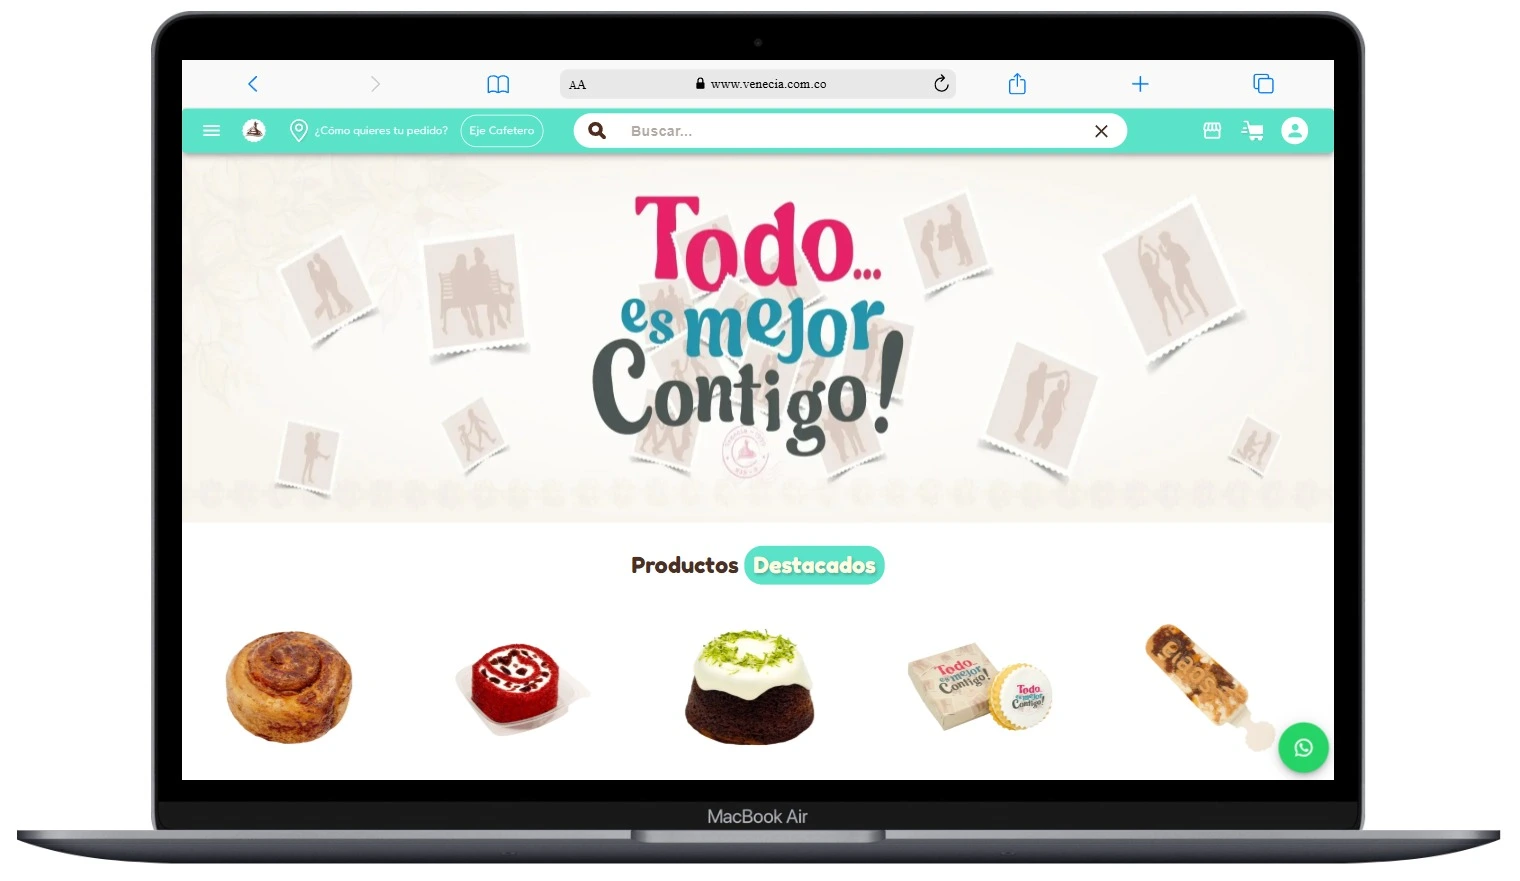 AA
www.venecia.com.co
¿Cómo quieres tu pedido?
Eje Cafetero
Buscar...
Todo...
es mejor
Contigo!
Productos Destacados
Todo...
es mejor
Contigo!
Todo...
es mejor
Contigo!
MacBook Air